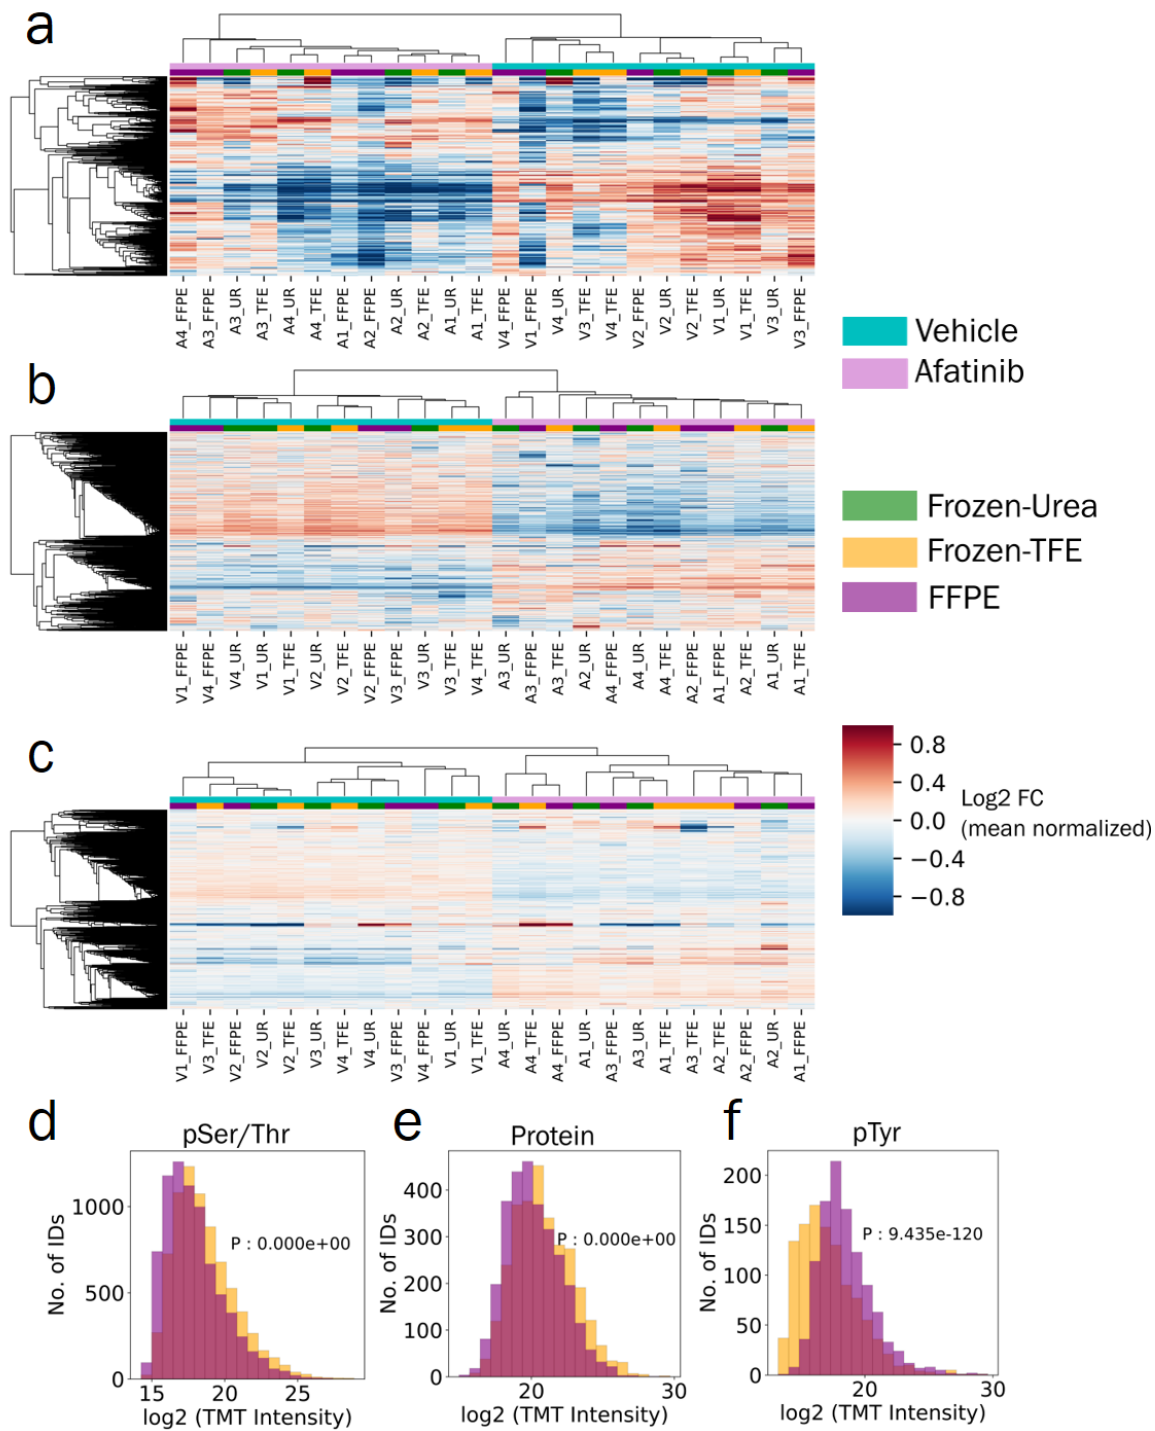 a
A4_FFPE A3_FFPE A3_UR A3_TFE A4_UR A4_TFE A1_FFPE A2_FFPE A2_UR A2_TFE A1_UR A1_TFE V4_FFPE V1_FFPE V4_UR V3_TFE V4_TFE V2_FFPE V2_UR V2_TFE V1_UR V1_TFE V3_UR V3_FFPE
Vehicle
Afatinib
b
V1_FFPE V4_FFPE V4_UR V1_UR V1_TFE V2_UR V2_TFE V2_FFPE V3_FFPE V3_UR V3_TFE V4_TFE A3_UR A3_FFPE A3_TFE A2_UR A4_FFPE A4_UR A4_TFE A2_FFPE A1_FFPE A2_TFE A1_UR A1_TFE
Frozen-Urea
Frozen-TFE
FFPE
c
V1_FFPE V3_TFE V2_FFPE V2_UR V2_TFE V3_UR V4_TFE V4_UR V3_FFPE V4_FFPE V1_UR V1_TFE A4_UR A4_TFE A4_FFPE A1_UR A3_FFPE A3_UR A1_TFE A3_TFE A2_TFE A2_FFPE A2_UR A1_FFPE
0.8
0.4
0.0
−0.4
−0.8
Log2 FC
(mean normalized)
d
pSer/Thr
No. of IDs
1000
500
0
P : 0.000e+00
15 20 25
log2 (TMT Intensity)
e
Protein
No. of IDs
400
300
200
100
0
P : 0.000e+00
20 30
log2 (TMT Intensity)
f
pTyr
No. of IDs
200
150
100
50
0
P : 9.435e-120
20 30
log2 (TMT Intensity)